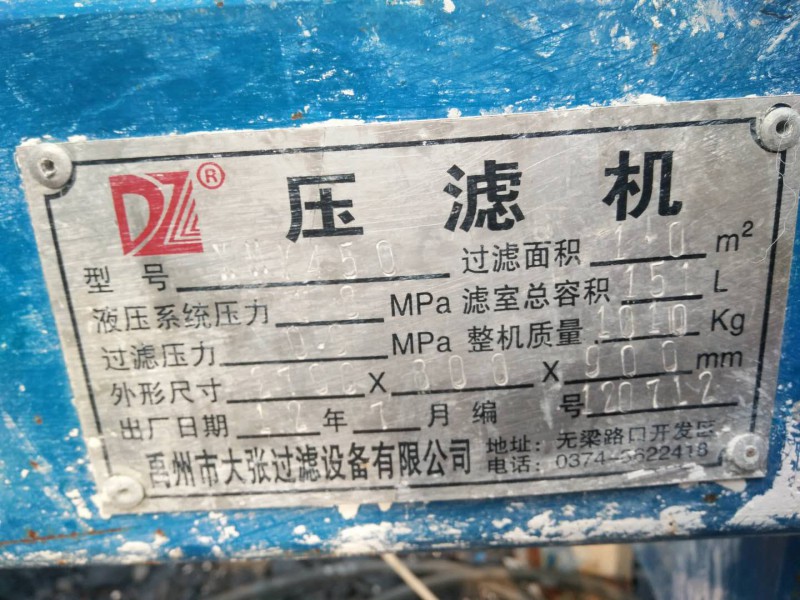 DZ® 压滤机
型号 450 过滤面积 m²
液压系统压力 MPa 滤室总容积 151 L
过滤压力 MPa 整机质量 1010 Kg
外形尺寸 X 800 X 900 mm
出厂日期 12 年 7 月 编号 120712
禹州市大张过滤设备有限公司
地址: 无梁路口开发区
电话: 0374-8622418